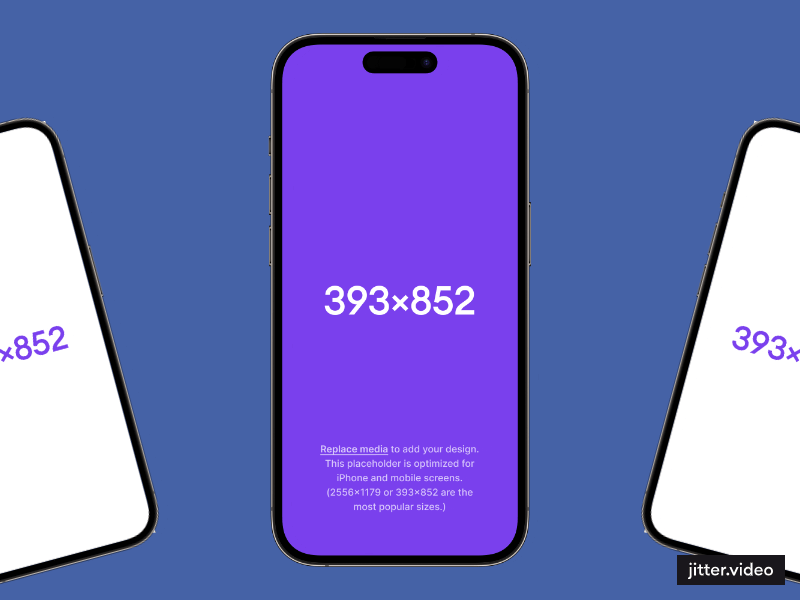 393×852
×852
393×
Replace media to add your design.
This placeholder is optimized for
iPhone and mobile screens.
(2556×1179 or 393×852 are the
most popular sizes.)
jitter.video